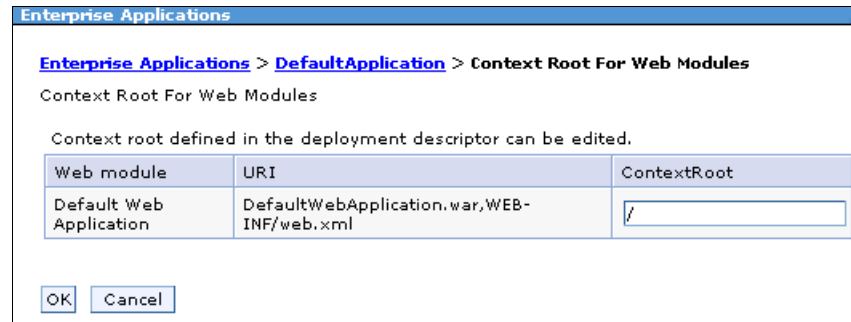 Enterprise Applications
Enterprise Applications > DefaultApplication > Context Root For Web Modules
Context Root For Web Modules
Context root defined in the deployment descriptor can be edited.
Web module URI ContextRoot
Default Web DefaultWebApplication.war,WEB- /
Application INF/web.xml
OK Cancel